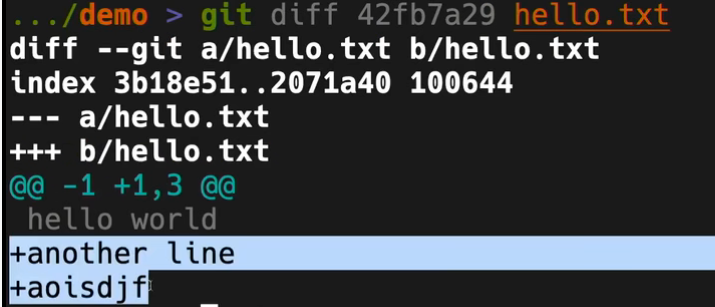 .../demo > git diff 42fb7a29 hello.txt
diff --git a/hello.txt b/hello.txt
index 3b18e51..2071a40 100644
--- a/hello.txt
+++ b/hello.txt
@@ -1 +1,3 @@
 hello world
+another line
+aoisdjf